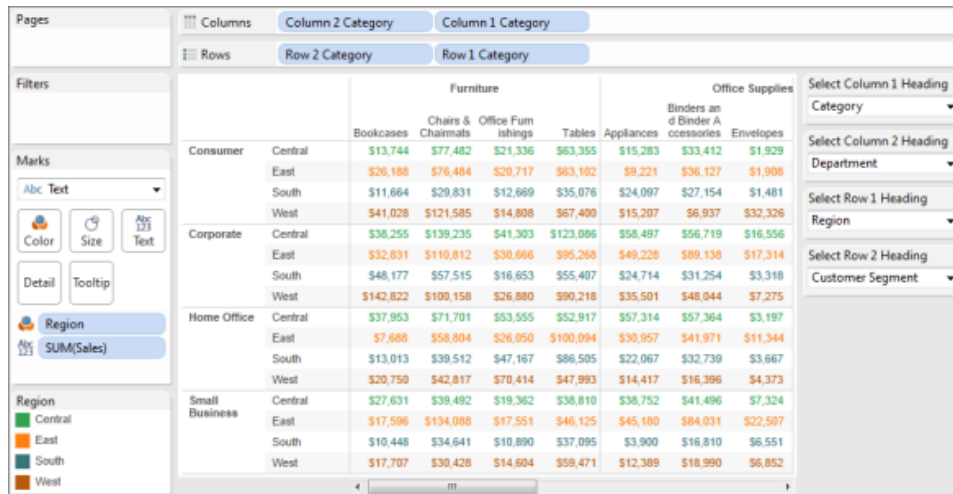 Pages
Columns Column 2 Category Column 1 Category
Rows Row 2 Category Row 1 Category
Filters
Marks
Abc Text
Color Size Abc 123 Text
Detail Tooltip
Region
Abc 123 SUM(Sales)
Region
Central
East
South
West
Furniture Office Supplies
Bookcases Chairs & Chairmats Office Furn ishings Tables Appliances Binders an d Binder A ccessories Envelopes
Consumer Central $13,744 $77,482 $21,336 $63,355 $15,283 $33,412 $1,929
East $26,188 $76,484 $20,717 $63,102 $9,221 $36,127 $1,908
South $11,664 $29,831 $12,669 $35,076 $24,097 $27,154 $1,481
West $41,028 $121,585 $14,808 $67,400 $15,207 $6,937 $32,326
Corporate Central $38,255 $139,235 $41,303 $123,086 $58,497 $56,719 $16,556
East $32,831 $110,812 $30,666 $95,268 $49,228 $89,138 $17,314
South $48,177 $57,515 $16,653 $55,407 $24,714 $31,254 $3,318
West $142,822 $100,158 $26,880 $90,218 $35,501 $48,044 $7,275
Home Office Central $37,953 $71,701 $53,555 $52,917 $57,314 $57,364 $3,197
East $7,688 $58,804 $26,050 $100,094 $30,957 $41,971 $11,344
South $13,013 $39,512 $47,167 $86,505 $22,067 $32,739 $3,667
West $20,750 $42,817 $70,414 $47,993 $14,417 $16,396 $4,373
Small Business Central $27,631 $39,492 $19,362 $38,810 $38,752 $41,496 $7,324
East $17,596 $134,088 $17,551 $46,125 $45,180 $84,031 $22,507
South $10,448 $34,641 $10,890 $37,095 $3,900 $16,810 $6,551
West $17,707 $30,428 $14,604 $59,471 $12,389 $18,990 $6,852
Select Column 1 Heading
Category
Select Column 2 Heading
Department
Select Row 1 Heading
Region
Select Row 2 Heading
Customer Segment